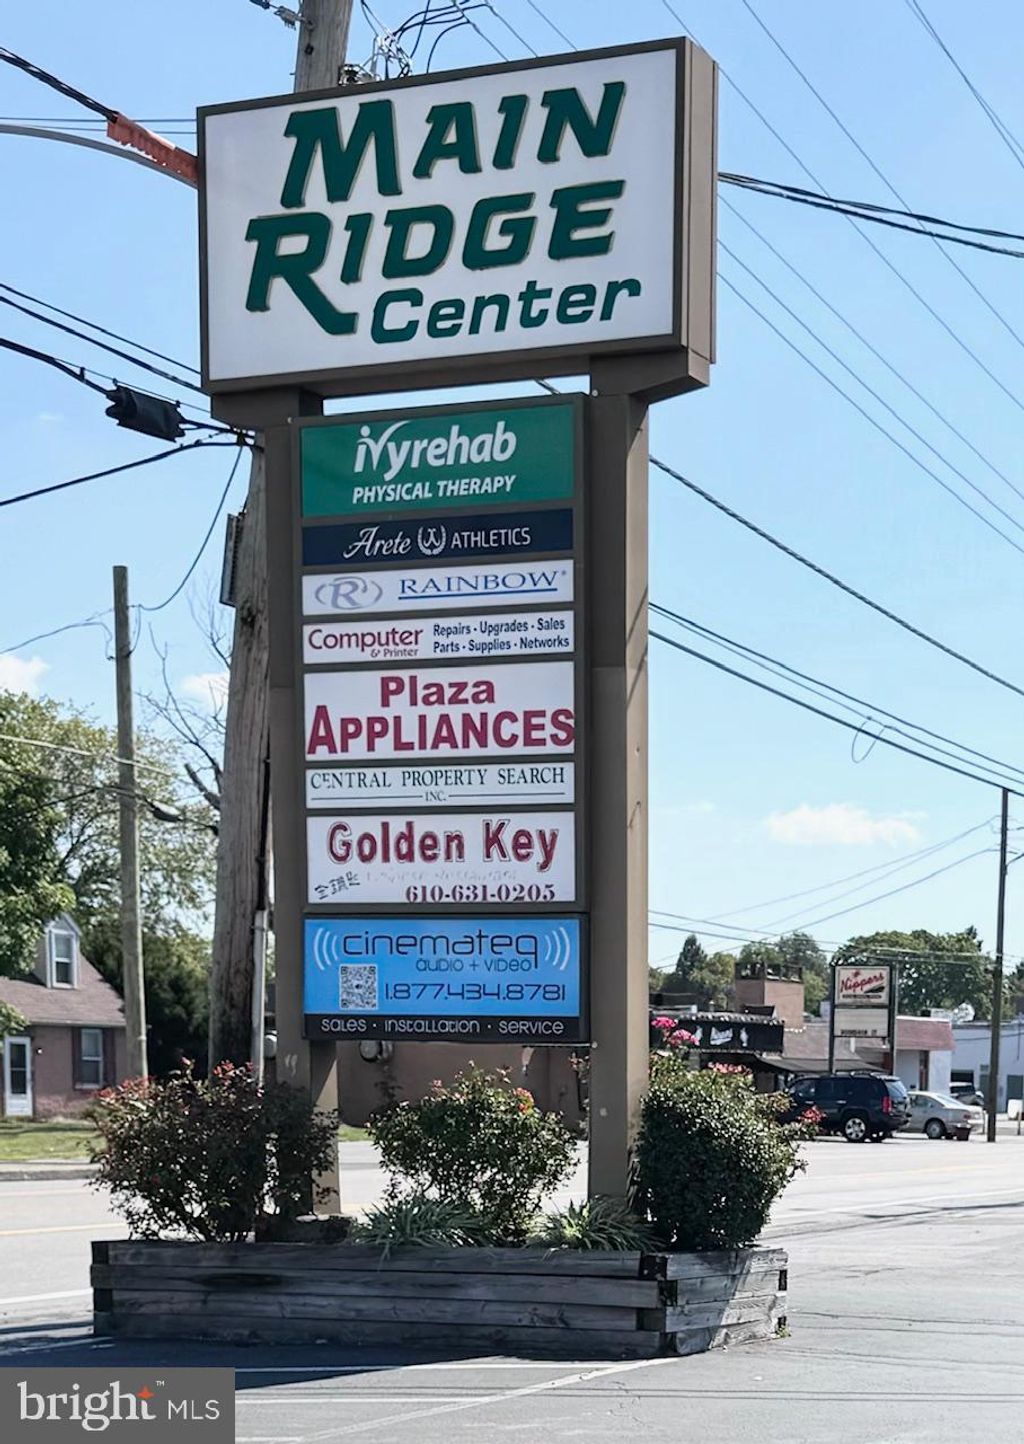 MAIN
RIDGE
Center
ivyrehab
PHYSICAL THERAPY
Arete ATHLETICS
R RAINBOW®
Computer
& Printer
Repairs - Upgrades - Sales
Parts - Supplies - Networks
Plaza
APPLIANCES
CENTRAL PROPERTY SEARCH
INC.
Golden Key
610-631-0205
cinemateq
audio + video
1.877.434.8781
sales · installation · service
Nippers
bright™ MLS